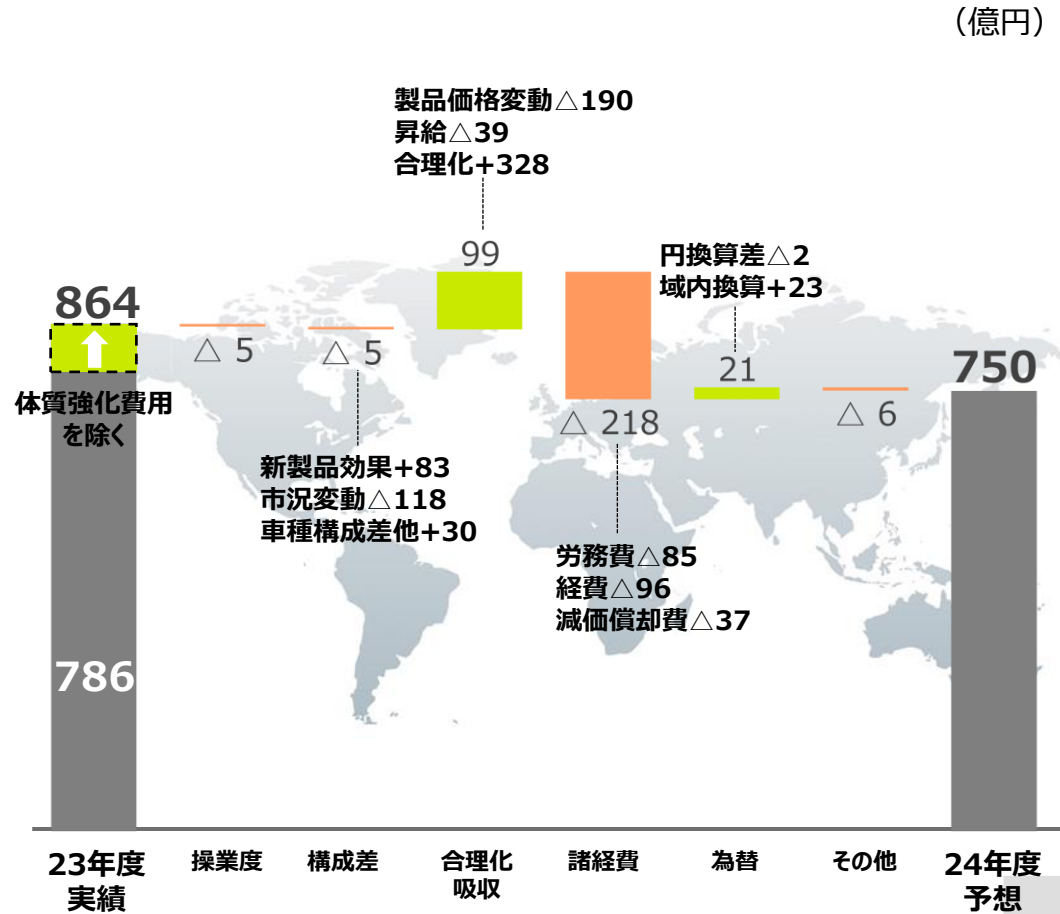 （億円）
製品価格変動△190
昇給△39
合理化+328
99
円換算差△2
域内換算+23
864
△ 5
△ 5
21
750
体質強化費用
を除く
△ 218
△ 6
新製品効果+83
市況変動△118
車種構成差他+30
労務費△85
経費△96
減価償却費△37
786
23年度
実績
操業度
構成差
合理化
吸収
諸経費
為替
その他
24年度
予想